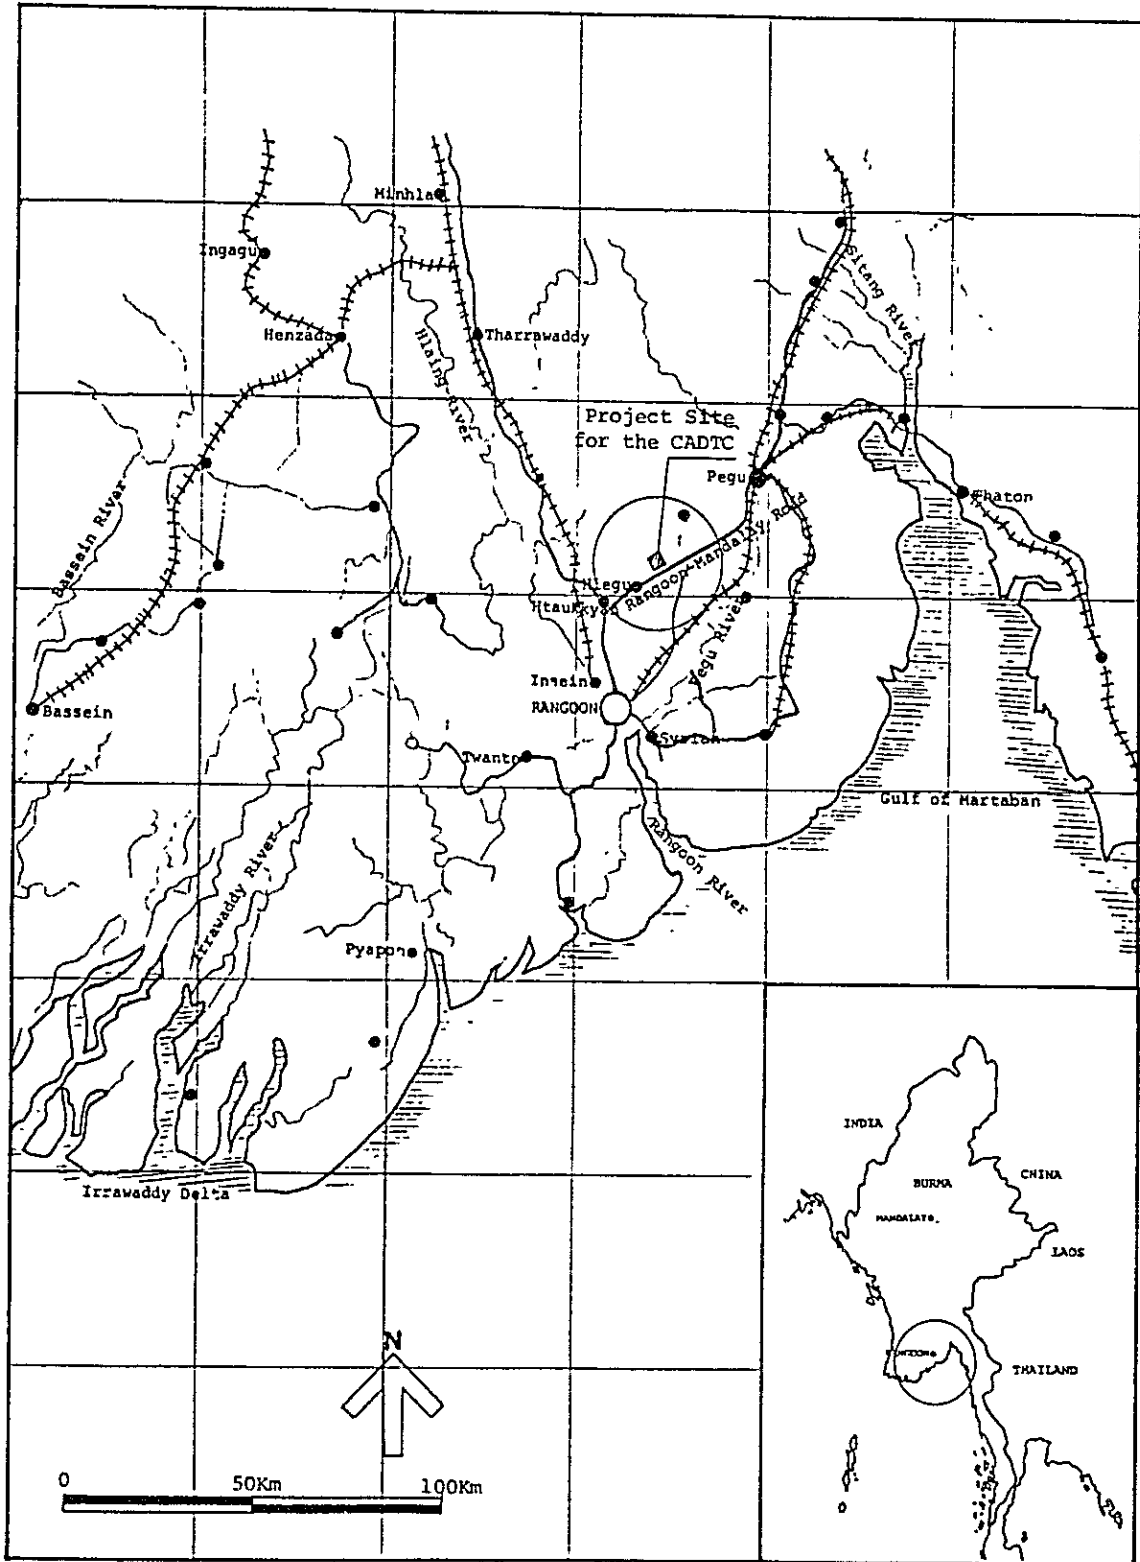 Minhla
Ingagu
Sitang River
Henzada
Hlaing-River
Tharrawaddy
Project Site
for the CADTC
Pegu
Thaton
Bassein River
Rangoon-Mandalay Road
Hlegu
Htaukkyan
Pegu River
Insein
RANGOON
Bassein
Syriam
Twante
Gulf of Martaban
Rangoon River
Irrawaddy River
Pyapon
Irrawaddy Delta
INDIA
CHINA
BURMA
MANDALAY
LAOS
THAILAND
N
0 50Km 100Km